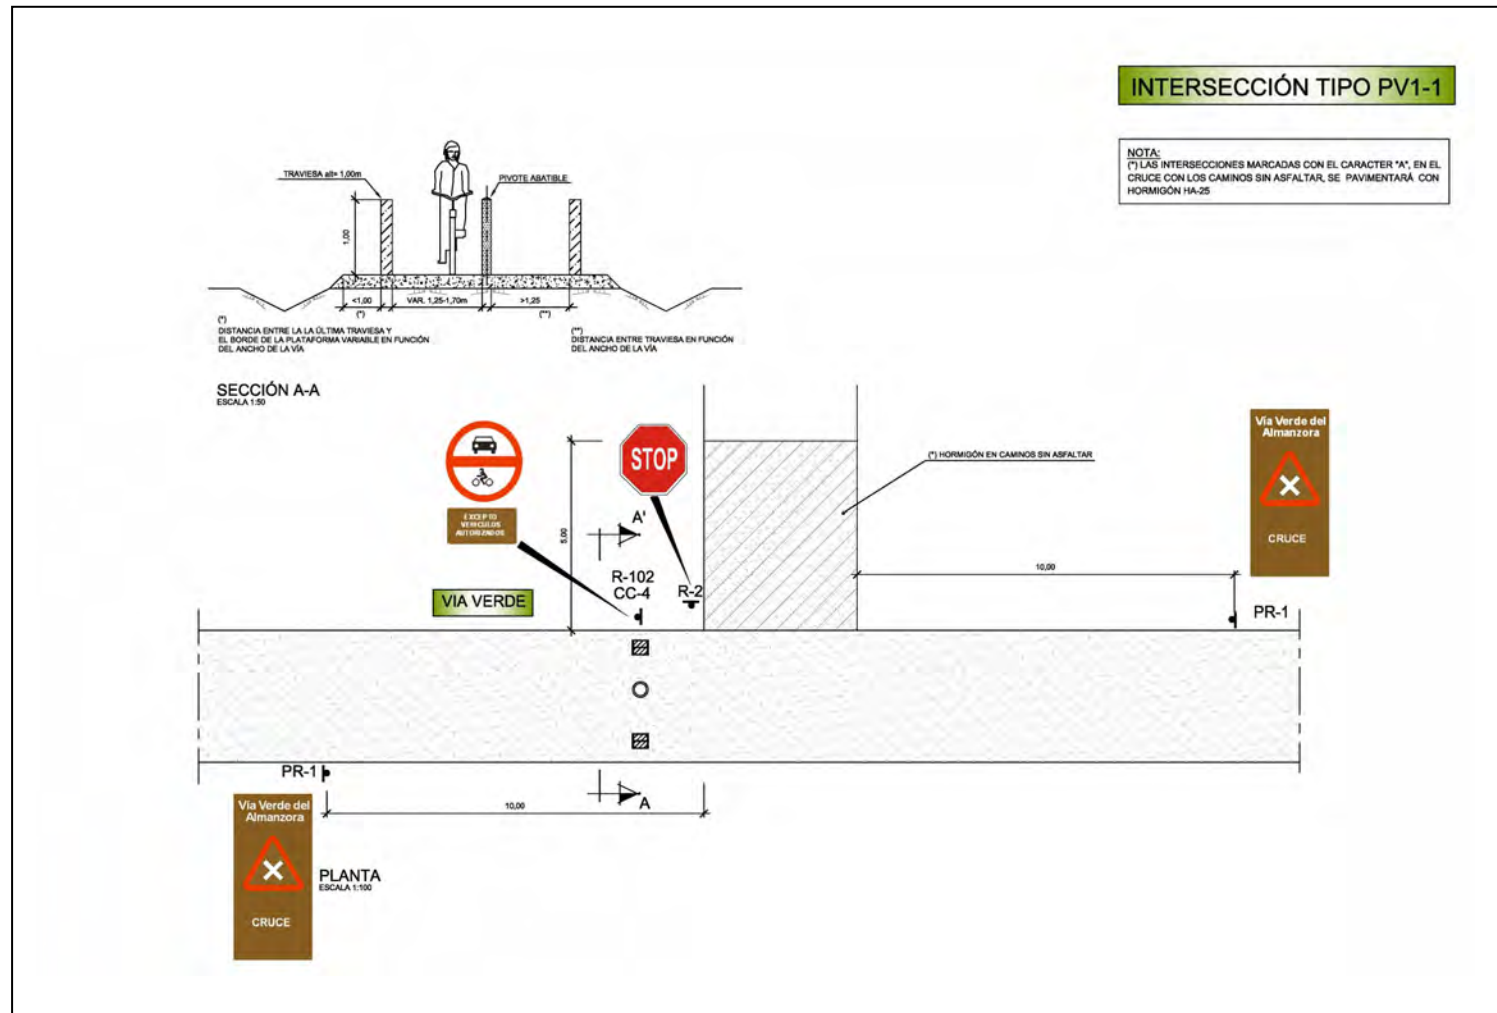 INTERSECCIÓN TIPO PV1-1
NOTA:
(*) LAS INTERSECCIONES MARCADAS CON EL CARACTER "A", EN EL
CRUCE CON LOS CAMINOS SIN ASFALTAR, SE PAVIMENTARÁ CON
HORMIGÓN HA-25
TRAVIESA alt= 1,00m
PIVOTE ABATIBLE
1,00
<1,00
VAR. 1,25-1,70m
>1,25
(*)
(**)
(*)
DISTANCIA ENTRE LA LA ÚLTIMA TRAVIESA Y
EL BORDE DE LA PLATAFORMA VARIABLE EN FUNCIÓN
DEL ANCHO DE LA VÍA
(**)
DISTANCIA ENTRE TRAVIESA EN FUNCIÓN
DEL ANCHO DE LA VÍA
SECCIÓN A-A
ESCALA 1:50
STOP
EXCEPTO
VEHICULOS
AUTORIZADOS
5,00
A'
R-102
CC-4
R-2
VIA VERDE
(*) HORMIGÓN EN CAMINOS SIN ASFALTAR
10,00
Vía Verde del
Almanzora
CRUCE
PR-1
PR-1
10,00
A
Vía Verde del
Almanzora
CRUCE
PLANTA
ESCALA 1:100